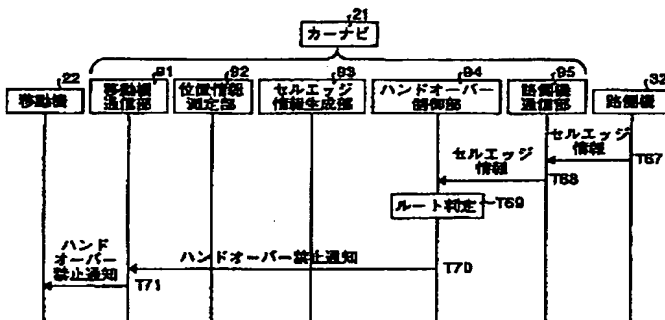 21
カーナビ
22
移動機
91
移動機
通信部
92
位置情報
測定部
93
セルエッジ
情報生成部
94
ハンドオーバー
制御部
95
路側機
通信部
32
路側機
セルエッジ
情報
T67
セルエッジ
情報
T68
ルート判定
T69
ハンドオーバー禁止通知
T70
ハンド
オーバー
禁止通知
T71